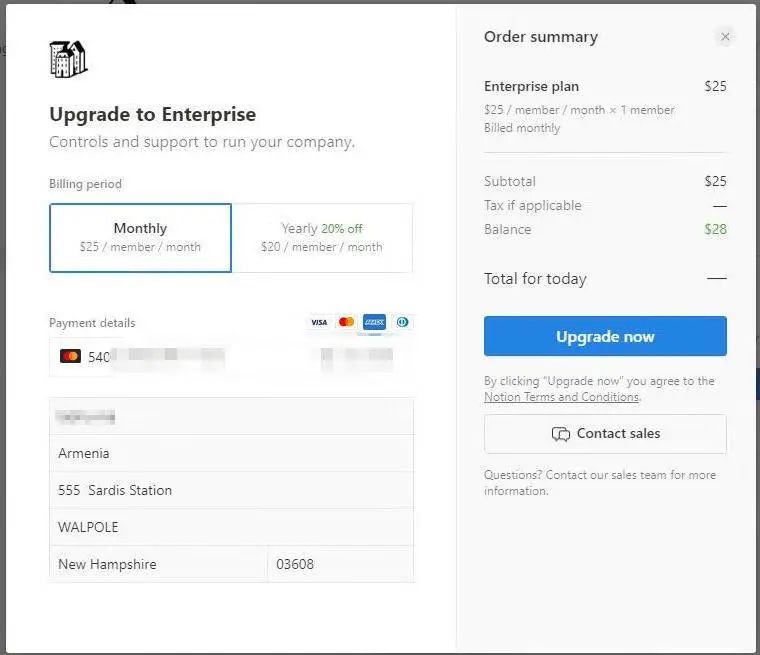 Upgrade to Enterprise
Controls and support to run your company.
Billing period
Monthly
$25 / member / month
Yearly 20% off
$20 / member / month
Payment details
VISA
540
Armenia
555 Sardis Station
WALPOLE
New Hampshire
03608
Order summary
Enterprise plan $25
$25 / member / month × 1 member
Billed monthly
Subtotal $25
Tax if applicable —
Balance $28
Total for today —
Upgrade now
By clicking "Upgrade now" you agree to the
Notion Terms and Conditions.
Contact sales
Questions? Contact our sales team for more
information.